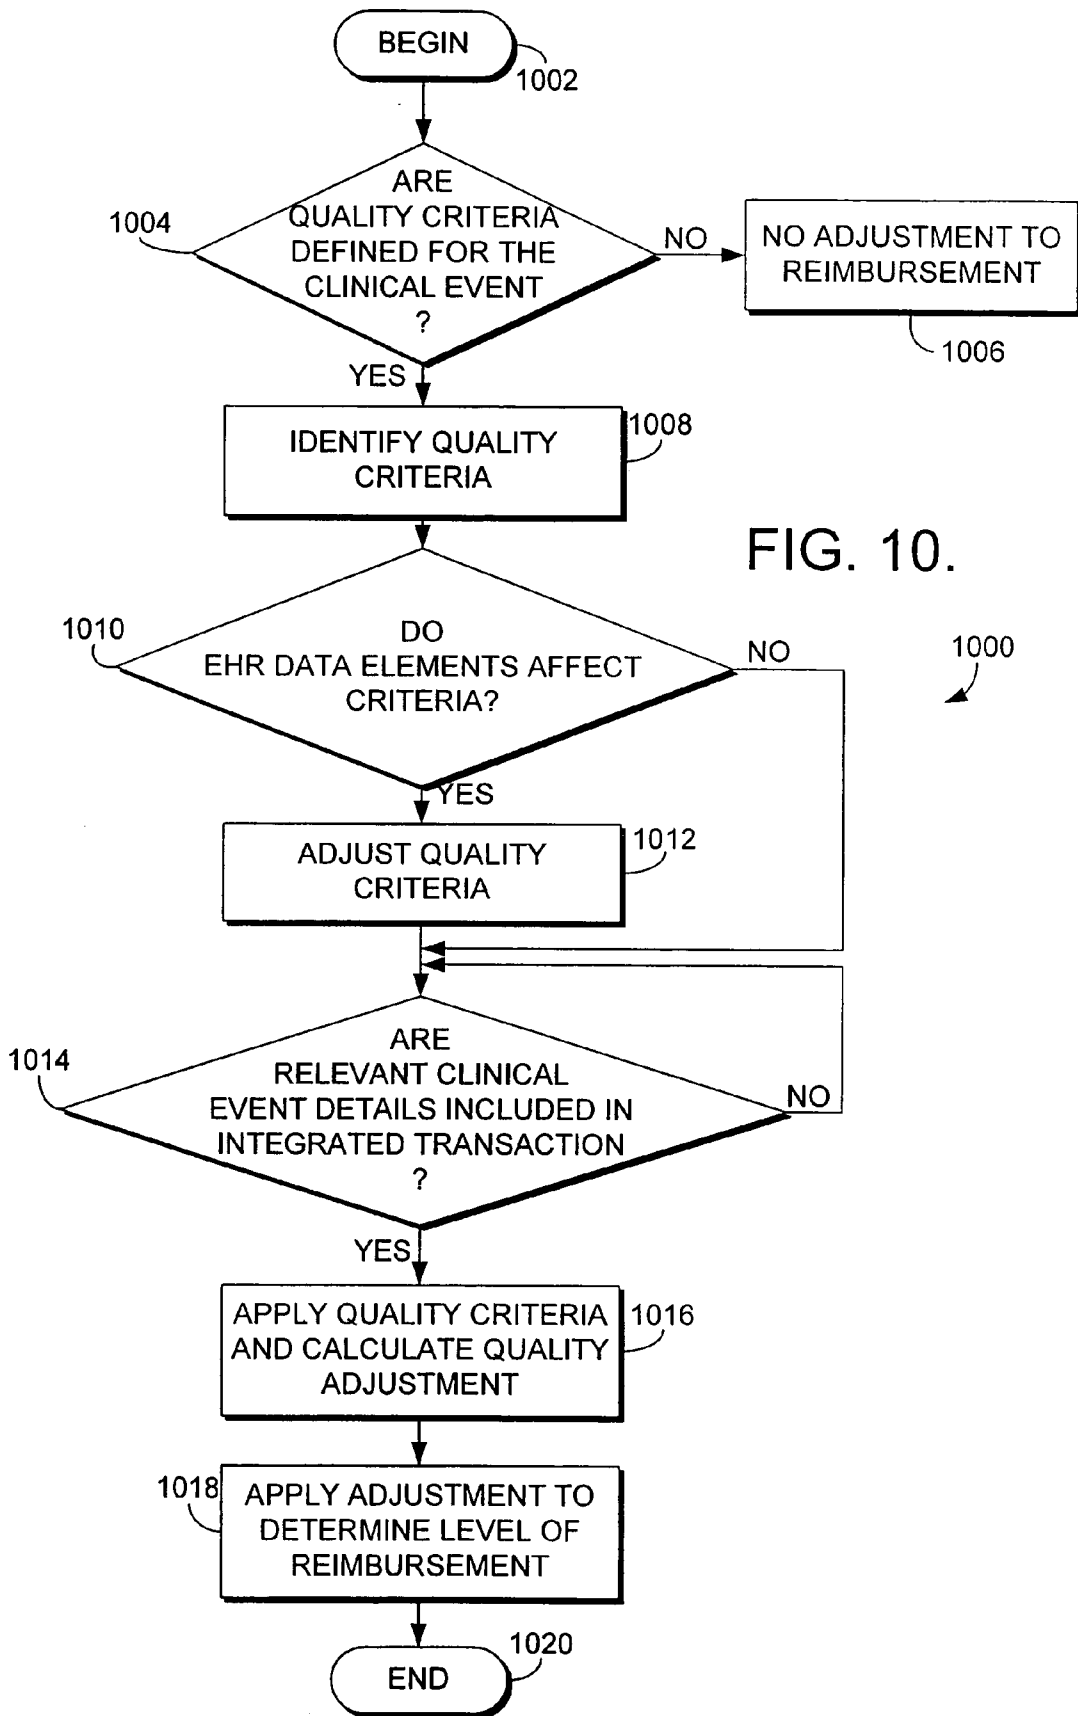 BEGIN
1002
ARE
QUALITY CRITERIA
DEFINED FOR THE
CLINICAL EVENT
?
1004
NO
NO ADJUSTMENT TO
REIMBURSEMENT
1006
YES
IDENTIFY QUALITY
CRITERIA
1008
FIG. 10.
DO
EHR DATA ELEMENTS AFFECT
CRITERIA?
1010
NO
1000
YES
ADJUST QUALITY
CRITERIA
1012
ARE
RELEVANT CLINICAL
EVENT DETAILS INCLUDED IN
INTEGRATED TRANSACTION
?
1014
NO
YES
APPLY QUALITY CRITERIA
AND CALCULATE QUALITY
ADJUSTMENT
1016
1018
APPLY ADJUSTMENT TO
DETERMINE LEVEL OF
REIMBURSEMENT
END
1020